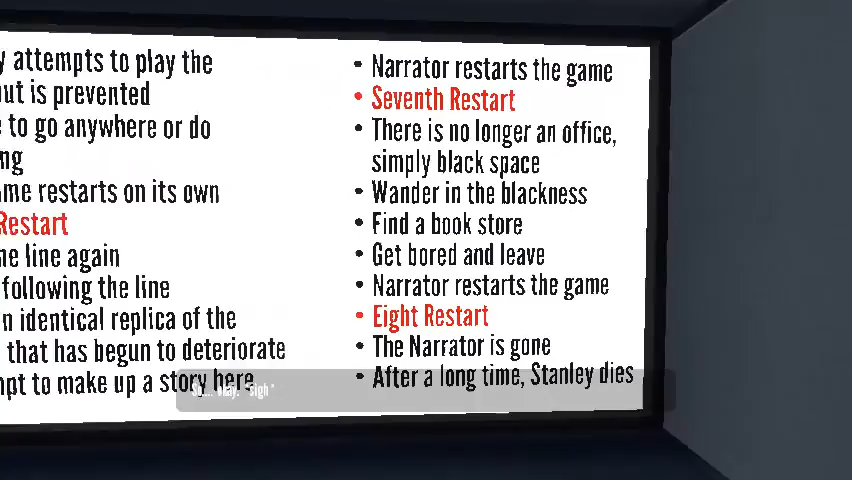 y attempts to play the
ut is prevented
to go anywhere or do
ng
me restarts on its own
Restart
ne line again
following the line
n identical replica of the
that has begun to deteriorate
pt to make up a story here
• Narrator restarts the game
• Seventh Restart
• There is no longer an office,
simply black space
• Wander in the blackness
• Find a book store
• Get bored and leave
• Narrator restarts the game
• Eight Restart
• The Narrator is gone
• After a long time, Stanley dies